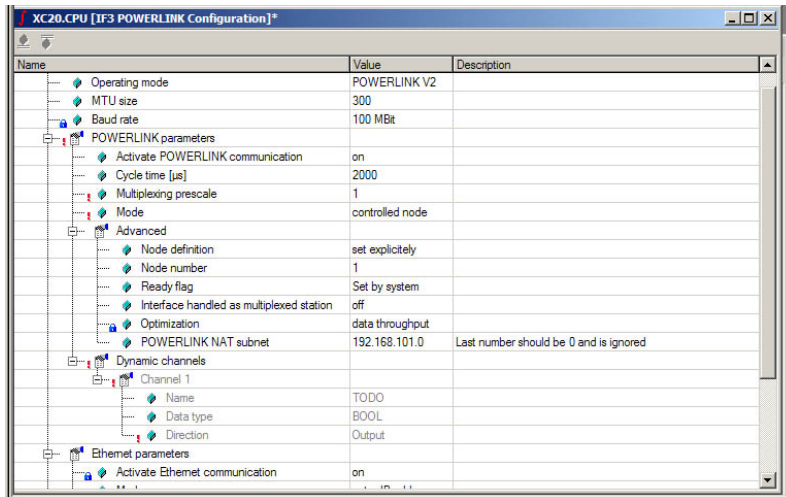 XC20.CPU [IF3 POWERLINK Configuration]*
Name Value Description
Operating mode POWERLINK V2
MTU size 300
Baud rate 100 MBit
POWERLINK parameters
Activate POWERLINK communication on
Cycle time [µs] 2000
Multiplexing prescale 1
Mode controlled node
Advanced
Node definition set explicitely
Node number 1
Ready flag Set by system
Interface handled as multiplexed station off
Optimization data throughput
POWERLINK NAT subnet 192.168.101.0 Last number should be 0 and is ignored
Dynamic channels
Channel 1
Name TODO
Data type BOOL
Direction Output
Ethernet parameters
Activate Ethernet communication on